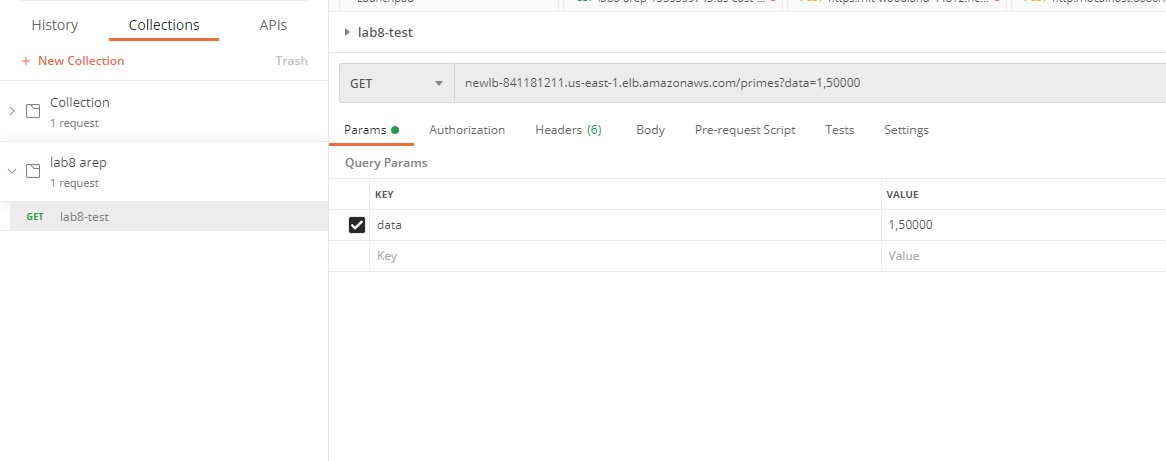 History Collections APIs
+ New Collection Trash
Collection
1 request
lab8 arep
1 request
GET lab8-test
Launchpad
lab8-test
GET newlb-841181211.us-east-1.elb.amazonaws.com/primes?data=1,50000
Params Authorization Headers (6) Body Pre-request Script Tests Settings
Query Params
KEY VALUE
data 1,50000
Key Value